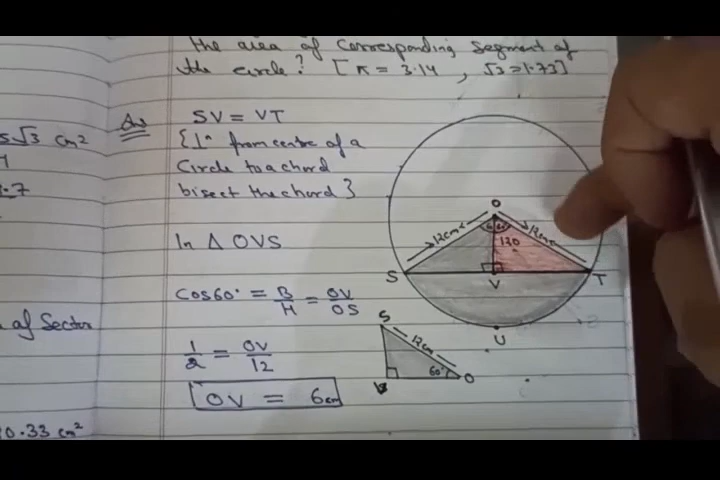 the area of corresponding segment of
the circle? [π = 3.14 , √3 = 1.73]
Ans
SV = VT
{⊥ʳ from centre of a
Circle to a chord
bisect the chord}
In Δ OVS
Cos60° = B/H = OV/OS
1/2 = OV/12
OV = 6cm
√3 cm²
of Sector
0.33 cm²
O
12cm
12cm
120
S
V
T
U
S
12cm
60°
O